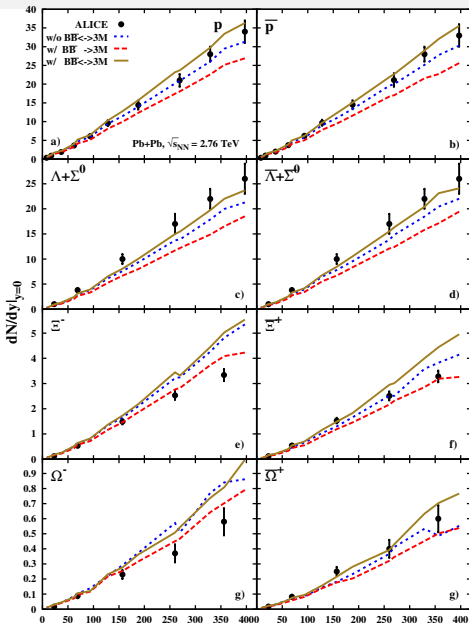 40
35
30
25
20
15
10
5
0
ALICE
w/o BB̅<->3M
w/ BB̅ ->3M
w/ BB̅<->3M
p
a)
Pb+Pb, √sNN = 2.76 TeV
p̅
b)
25
20
15
10
5
0
Λ+Σ⁰
c)
Λ̅+Σ̅⁰
d)
dN/dy|y=0
5
4
3
2
1
0
Ξ⁻
e)
Ξ̅⁺
f)
0.9
0.8
0.7
0.6
0.5
0.4
0.3
0.2
0.1
0
Ω⁻
g)
Ω̅⁺
g)
0 50 100 150 200 250 300 350 400
0 50 100 150 200 250 300 350 400